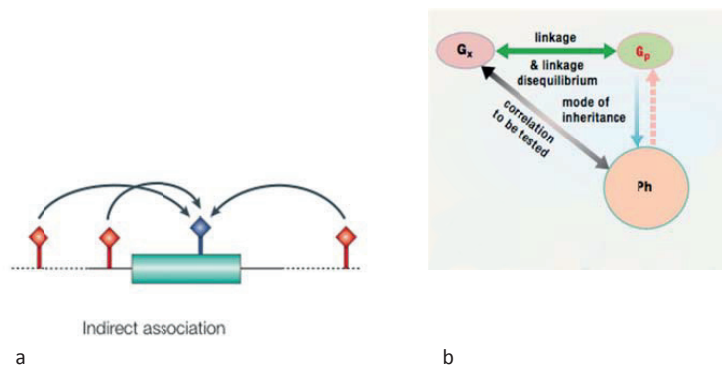 Indirect association
a
linkage
Gx
Gp
& linkage
disequilibrium
mode of
inheritance
correlation
to be tested
Ph
b